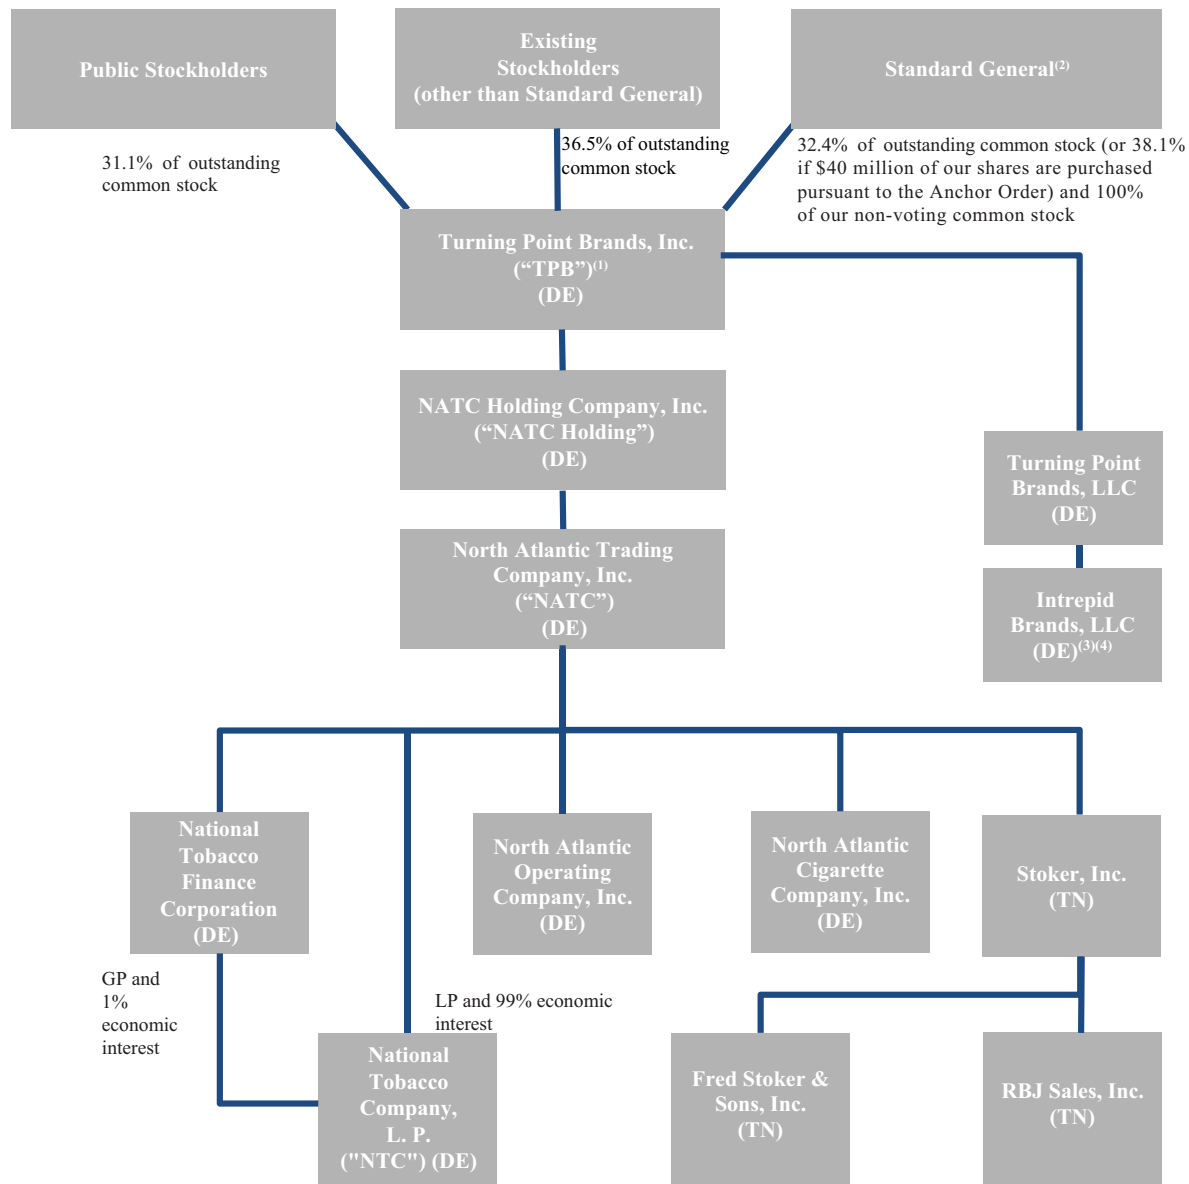 Public Stockholders
Existing
Stockholders
(other than Standard General)
Standard General(2)
31.1% of outstanding
common stock
36.5% of outstanding
common stock
32.4% of outstanding common stock (or 38.1%
if $40 million of our shares are purchased
pursuant to the Anchor Order) and 100%
of our non-voting common stock
Turning Point Brands, Inc.
(“TPB”)(1)
(DE)
NATC Holding Company, Inc.
(“NATC Holding”)
(DE)
Turning Point
Brands, LLC
(DE)
North Atlantic Trading
Company, Inc.
(“NATC”)
(DE)
Intrepid
Brands, LLC
(DE)(3)(4)
National
Tobacco
Finance
Corporation
(DE)
North Atlantic
Operating
Company, Inc.
(DE)
North Atlantic
Cigarette
Company, Inc.
(DE)
Stoker, Inc.
(TN)
GP and
1%
economic
interest
LP and 99% economic
interest
National
Tobacco
Company,
L. P.
("NTC") (DE)
Fred Stoker &
Sons, Inc.
(TN)
RBJ Sales, Inc.
(TN)